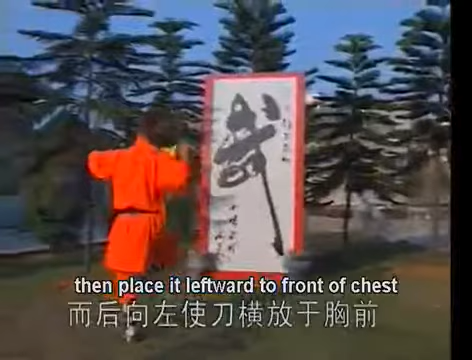 武
then place it leftward to front of chest
而后向左使刀横放于胸前